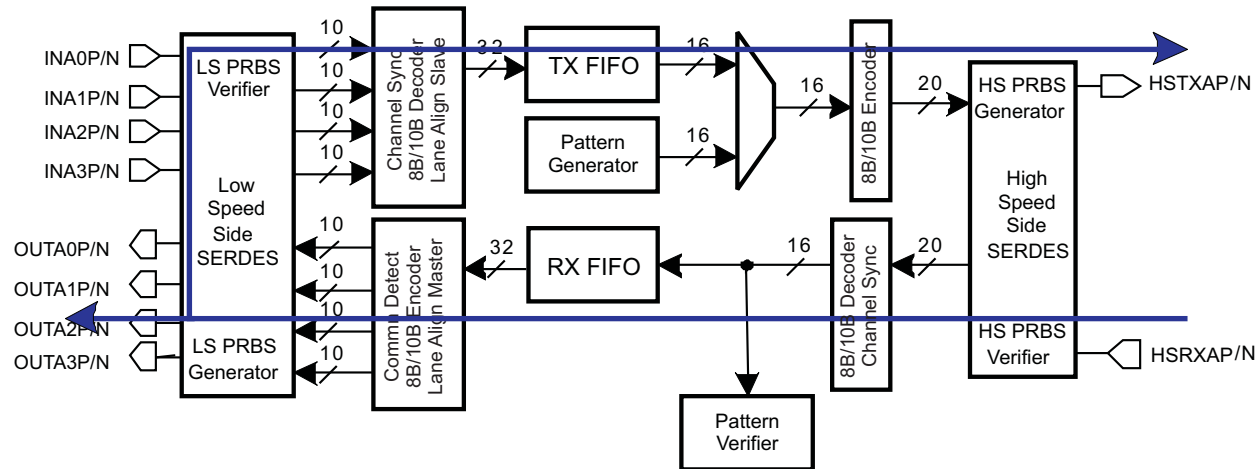 INA0P/N
INA1P/N
INA2P/N
INA3P/N
OUTA0P/N
OUTA1P/N
OUTA2P/N
OUTA3P/N
LS PRBS
Verifier
Low
Speed
Side
SERDES
LS PRBS
Generator
10
10
10
10
10
10
10
10
Channel Sync
8B/10B Decoder
Lane Align Slave
Commn Detect
8B/10B Encoder
Lane Align Master
32
TX FIFO
16
Pattern
Generator
16
16
8B/10B Encoder
20
32
RX FIFO
16
8B/10B Decoder
Channel Sync
20
Pattern
Verifier
HS PRBS
Generator
High
Speed
Side
SERDES
HS PRBS
Verifier
HSTXAP/N
HSRXAP/N